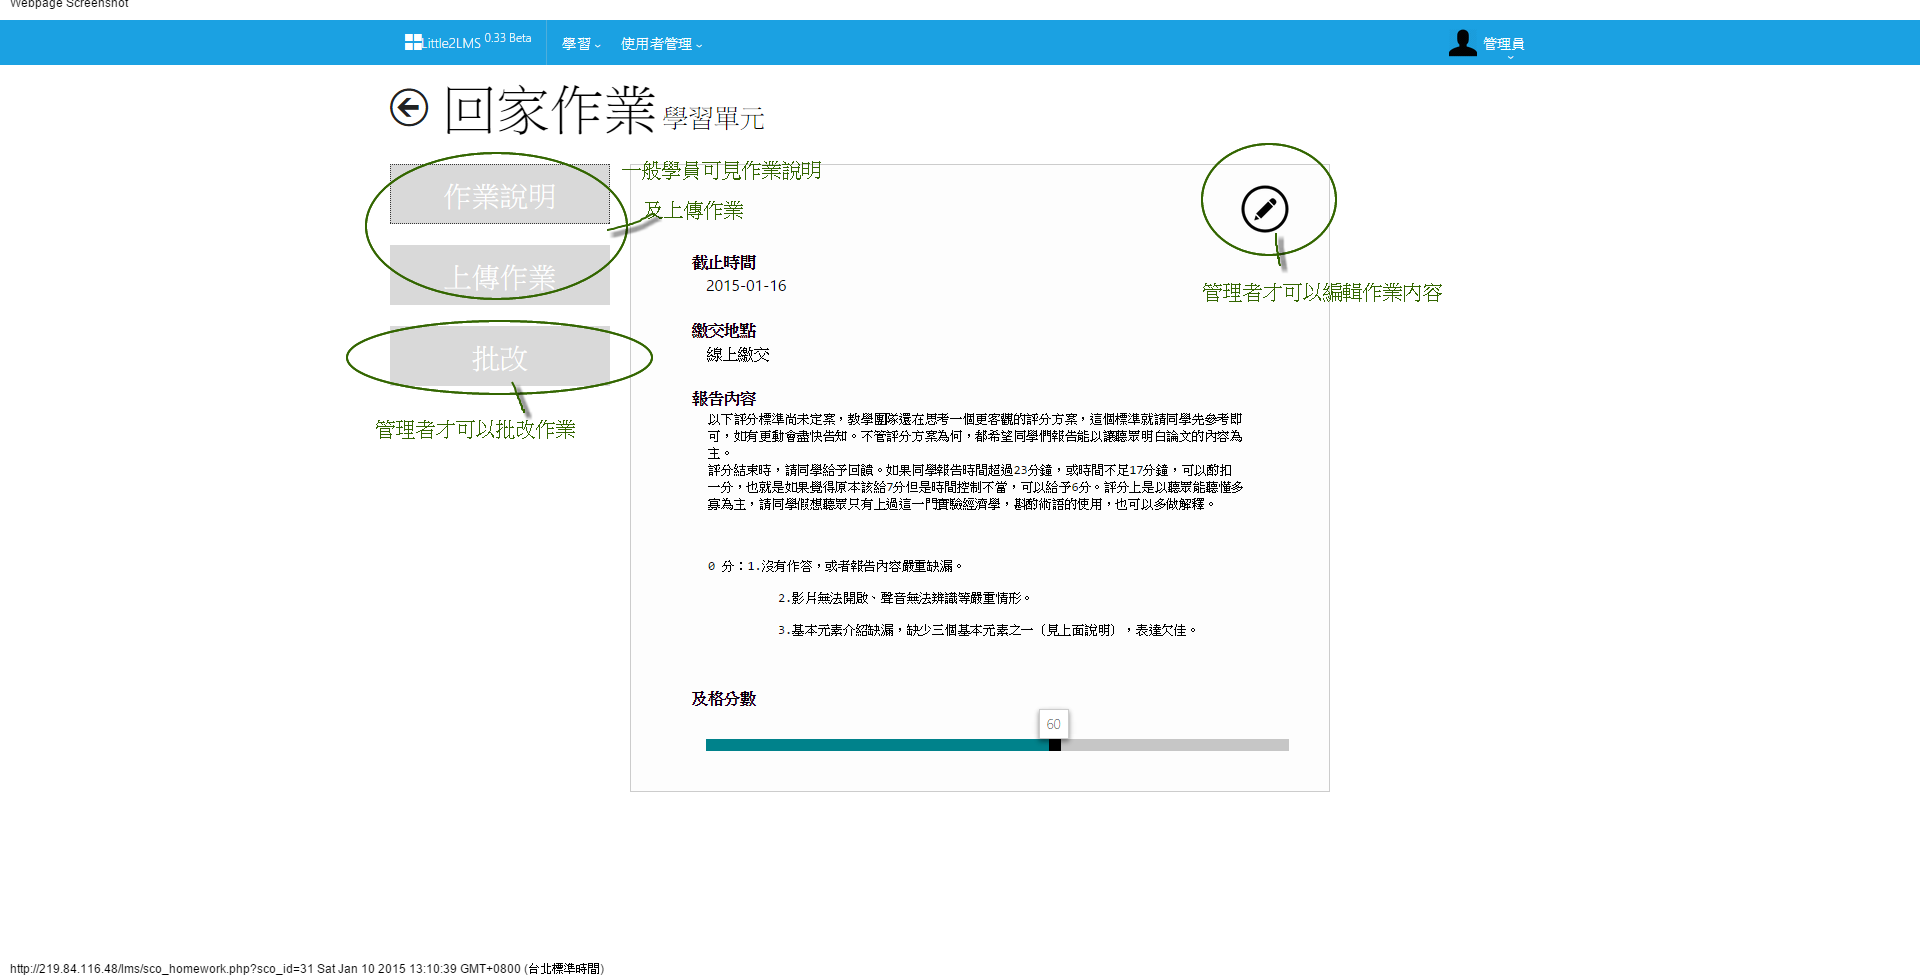 Webpage Screenshot
Little2LMS 0.33 Beta 學習 使用者管理 管理員
回家作業 學習單元
作業說明
上傳作業
批改
一般學員可見作業說明
及上傳作業
管理者才可以批改作業
管理者才可以編輯作業內容
截止時間
2015-01-16
繳交地點
線上繳交
報告內容
以下評分標準尚未定案，教學團隊還在思考一個更客觀的評分方案，這個標準就請同學先參考即
可，如有更動會盡快告知。不管評分方案為何，都希望同學們報告能以讓聽眾明白論文的內容為
主。
評分結束時，請同學給予回饋。如果同學報告時間超過23分鐘，或時間不足17分鐘，可以酌扣
一分，也就是如果覺得原本該給7分但是時間控制不當，可以給予6分。評分上是以聽眾能聽懂多
寡為主，請同學假想聽眾只有上過這一門實驗經濟學，斟酌術語的使用，也可以多做解釋。
0 分：1.沒有作答，或者報告內容嚴重缺漏。
2.影片無法開啟、聲音無法辨識等嚴重情形。
3.基本元素介紹缺漏，缺少三個基本元素之一〔見上面說明〕，表達欠佳。
及格分數
60
http://219.84.116.48/lms/sco_homework.php?sco_id=31 Sat Jan 10 2015 13:10:39 GMT+0800 (台北標準時間)